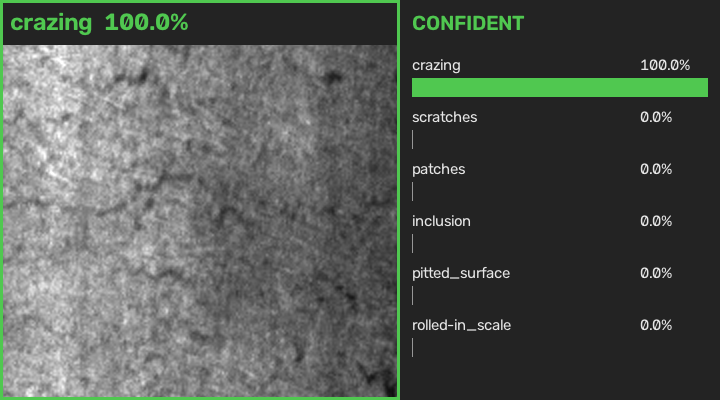 crazing 100.0%
CONFIDENT
crazing 100.0%
scratches 0.0%
patches 0.0%
inclusion 0.0%
pitted_surface 0.0%
rolled-in_scale 0.0%